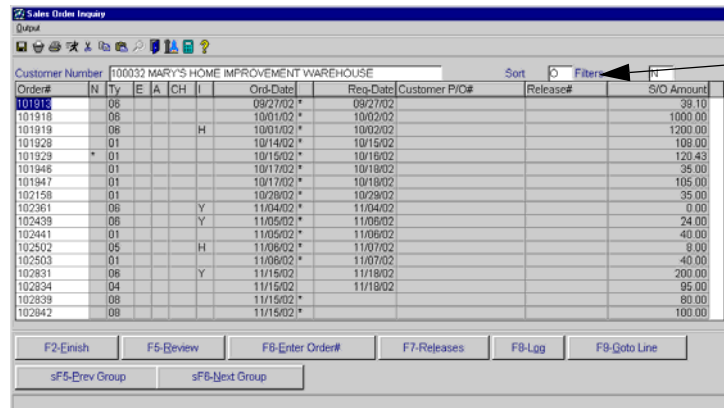 Sales Order Inquiry
Output
Customer Number 100032 MARY'S HOME IMPROVEMENT WAREHOUSE Sort O Filters N
Order# N Ty E A CH I Ord-Date Req-Date Customer P/O# Release# S/O Amount
101913 06 09/27/02 * 09/27/02 39.10
101918 06 10/01/02 * 10/02/02 1000.00
101919 06 H 10/01/02 * 10/02/02 1200.00
101928 01 10/14/02 * 10/15/02 108.00
101929 * 01 10/15/02 * 10/16/02 120.43
101946 01 10/17/02 * 10/18/02 35.00
101947 01 10/17/02 * 10/18/02 105.00
102158 01 10/28/02 * 10/29/02 35.00
102361 06 Y 11/04/02 * 11/04/02 0.00
102439 06 Y 11/05/02 * 11/06/02 24.00
102441 01 11/05/02 * 11/06/02 40.00
102502 05 H 11/06/02 * 11/07/02 8.00
102503 01 11/06/02 * 11/07/02 40.00
102831 06 Y 11/15/02 11/18/02 200.00
102834 04 11/15/02 11/18/02 95.00
102839 08 11/15/02 * 80.00
102842 08 11/15/02 * 100.00
F2-Finish F5-Review F6-Enter Order# F7-Releases F8-Log F9-Goto Line
sF5-Prev Group sF6-Next Group